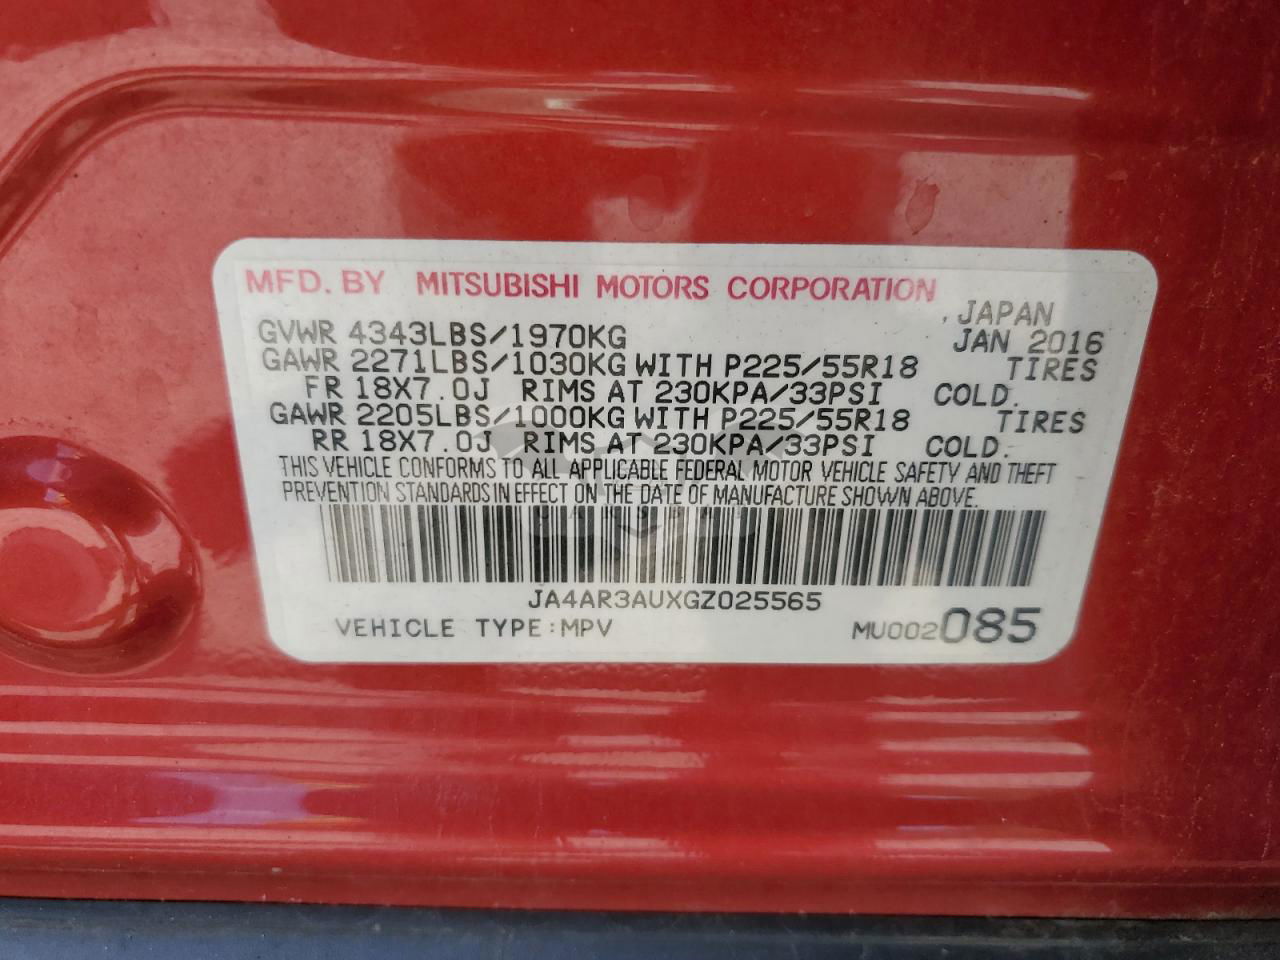 MFD. BY MITSUBISHI MOTORS CORPORATION
JAPAN
GVWR 4343LBS/1970KG JAN 2016
GAWR 2271LBS/1030KG WITH P225/55R18 TIRES
FR 18X7.0J RIMS AT 230KPA/33PSI COLD.
GAWR 2205LBS/1000KG WITH P225/55R18 TIRES
RR 18X7.0J RIMS AT 230KPA/33PSI COLD.
THIS VEHICLE CONFORMS TO ALL APPLICABLE FEDERAL MOTOR VEHICLE SAFETY AND THEFT
PREVENTION STANDARDS IN EFFECT ON THE DATE OF MANUFACTURE SHOWN ABOVE.
JA4AR3AUXGZ025565
VEHICLE TYPE:MPV MU002085